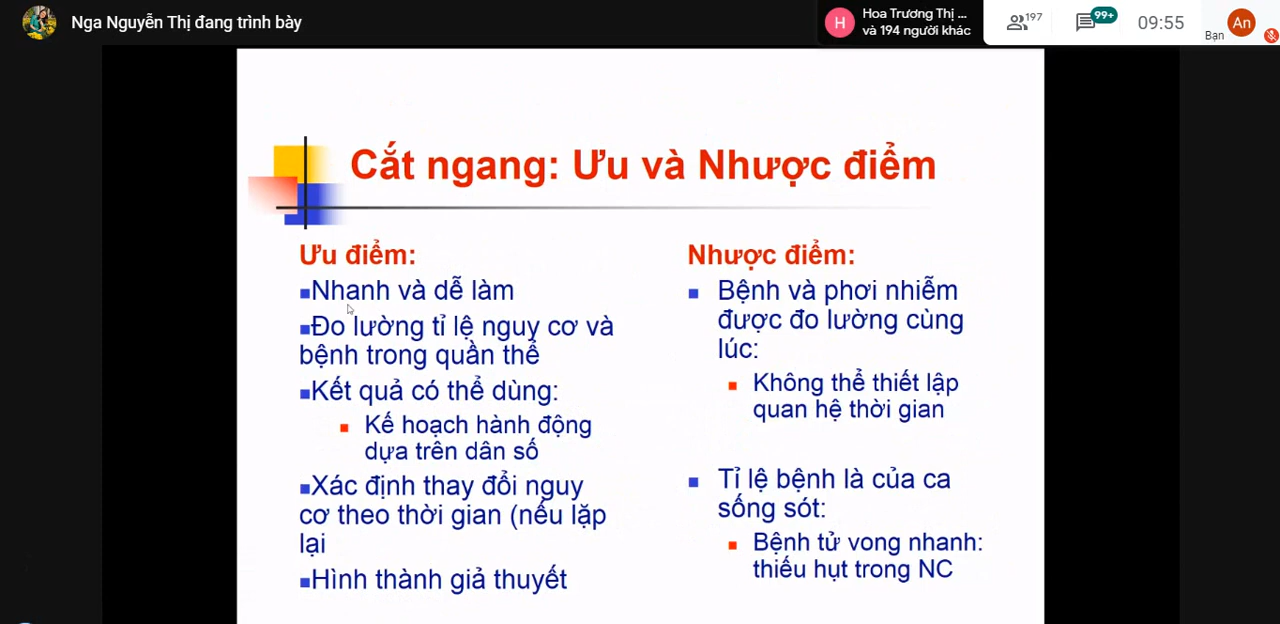 Nga Nguyễn Thị đang trình bày
H
Hoa Trương Thị ...
và 194 người khác
197
99+
09:55
Bạn
An
Cắt ngang: Ưu và Nhược điểm
Ưu điểm:
Nhanh và dễ làm
Đo lường tỉ lệ nguy cơ và
bệnh trong quần thể
Kết quả có thể dùng:
Kế hoạch hành động
dựa trên dân số
Xác định thay đổi nguy
cơ theo thời gian (nếu lặp
lại
Hình thành giả thuyết
Nhược điểm:
Bệnh và phơi nhiễm
được đo lường cùng
lúc:
Không thể thiết lập
quan hệ thời gian
Tỉ lệ bệnh là của ca
sống sót:
Bệnh tử vong nhanh:
thiếu hụt trong NC